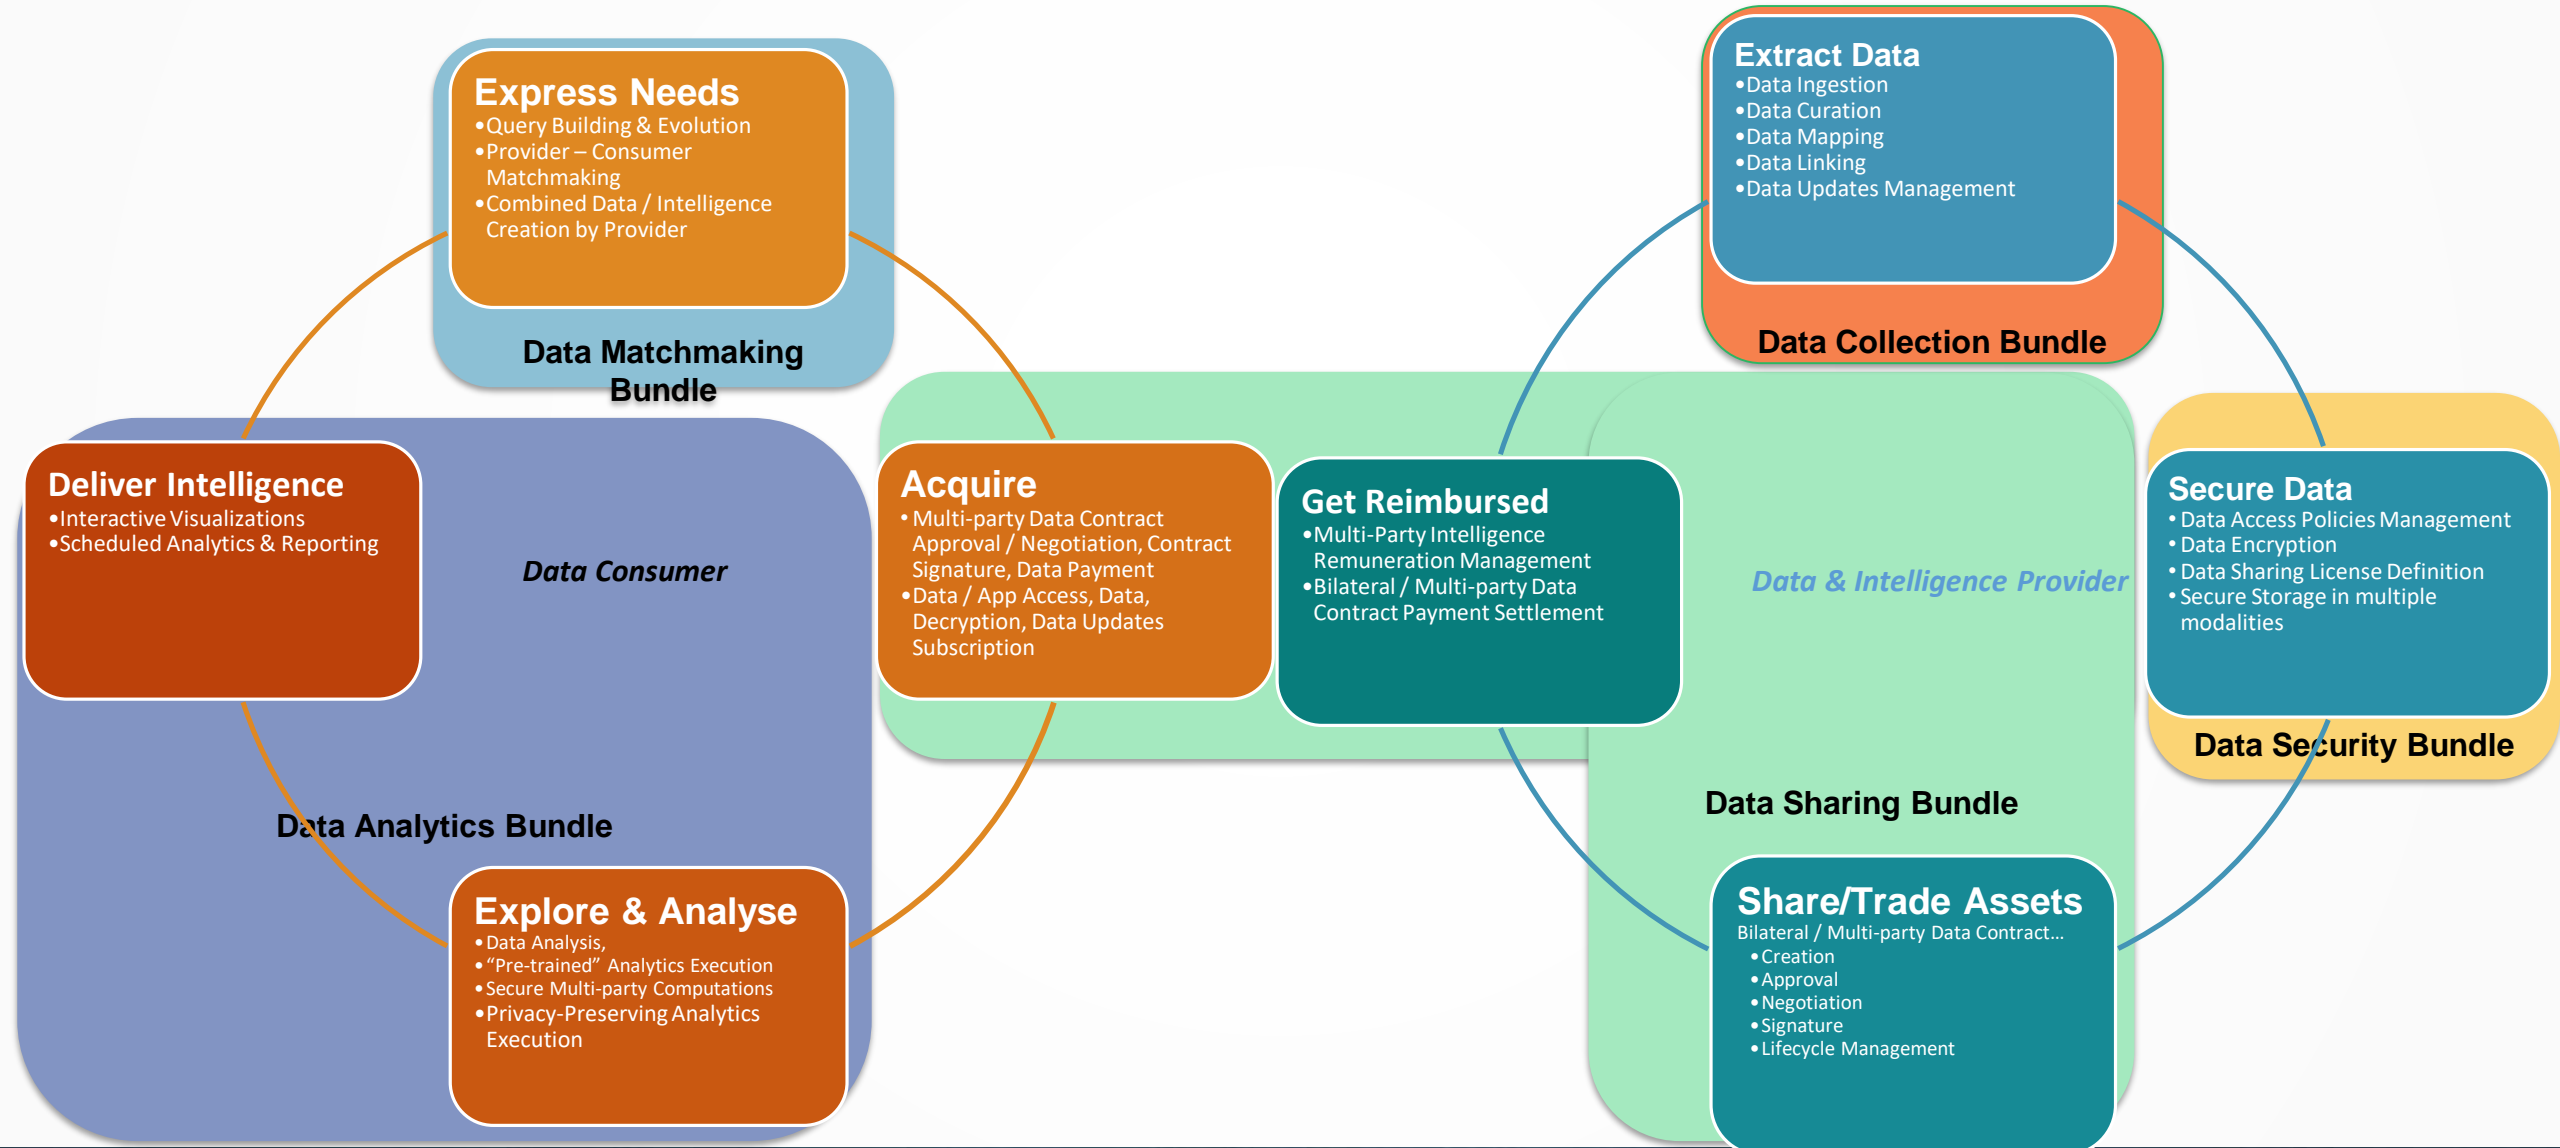 Express Needs
•Query Building & Evolution
•Provider – Consumer
Matchmaking
•Combined Data / Intelligence
Creation by Provider
Data Matchmaking
Bundle
Extract Data
•Data Ingestion
•Data Curation
•Data Mapping
•Data Linking
•Data Updates Management
Data Collection Bundle
Deliver Intelligence
•Interactive Visualizations
•Scheduled Analytics & Reporting
Data Consumer
Acquire
•Multi-party Data Contract
Approval / Negotiation, Contract
Signature, Data Payment
•Data / App Access, Data,
Decryption, Data Updates
Subscription
Get Reimbursed
•Multi-Party Intelligence
Remuneration Management
•Bilateral / Multi-party Data
Contract Payment Settlement
Data & Intelligence Provider
Secure Data
•Data Access Policies Management
•Data Encryption
•Data Sharing License Definition
•Secure Storage in multiple
modalities
Data Security Bundle
Data Analytics Bundle
Data Sharing Bundle
Explore & Analyse
•Data Analysis,
•“Pre-trained” Analytics Execution
•Secure Multi-party Computations
•Privacy-Preserving Analytics
Execution
Share/Trade Assets
Bilateral / Multi-party Data Contract…
•Creation
•Approval
•Negotiation
•Signature
•Lifecycle Management